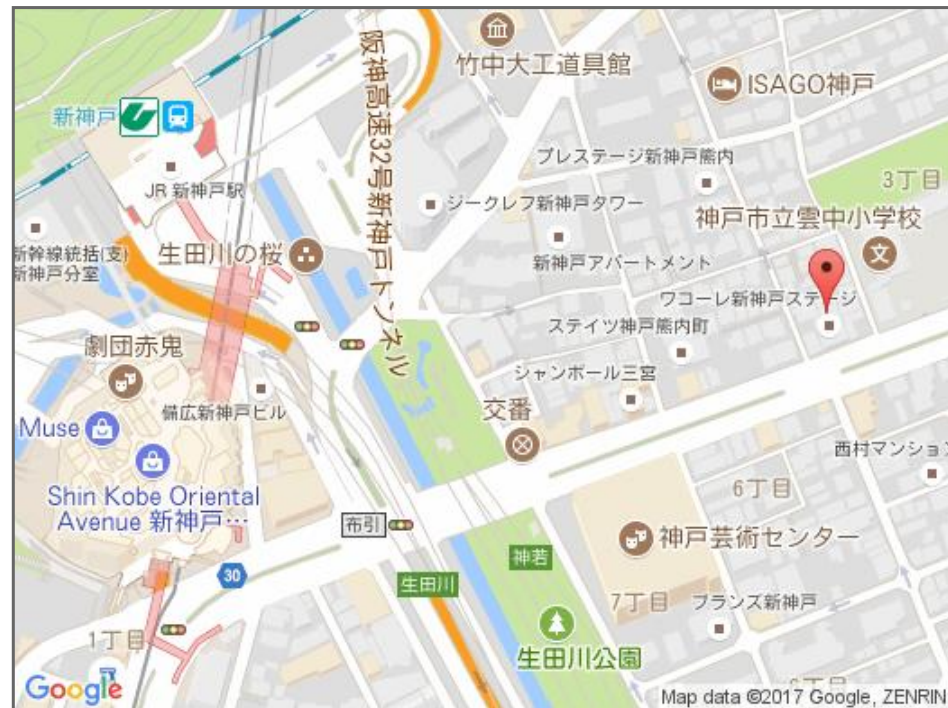 竹中大工道具館
ISAGO神戸
阪神高速32号新神戸トンネル
新神戸
JR 新神戸駅
プレステージ新神戸熊内
3丁目
ジークレフ新神戸タワー
神戸市立雲中小学校
新幹線統括(支)
新神戸分室
生田川の桜
新神戸アパートメント
ワコーレ新神戸ステージ
ステイツ神戸熊内町
劇団赤鬼
シャンボール三宮
備広新神戸ビル
交番
Muse
西村マンショ
Shin Kobe Oriental
Avenue 新神戸…
6丁目
布引
神戸芸術センター
神若
30
生田川
7丁目
ブランズ新神戸
1丁目
生田川公園
Google
Map data ©2017 Google, ZENRIN